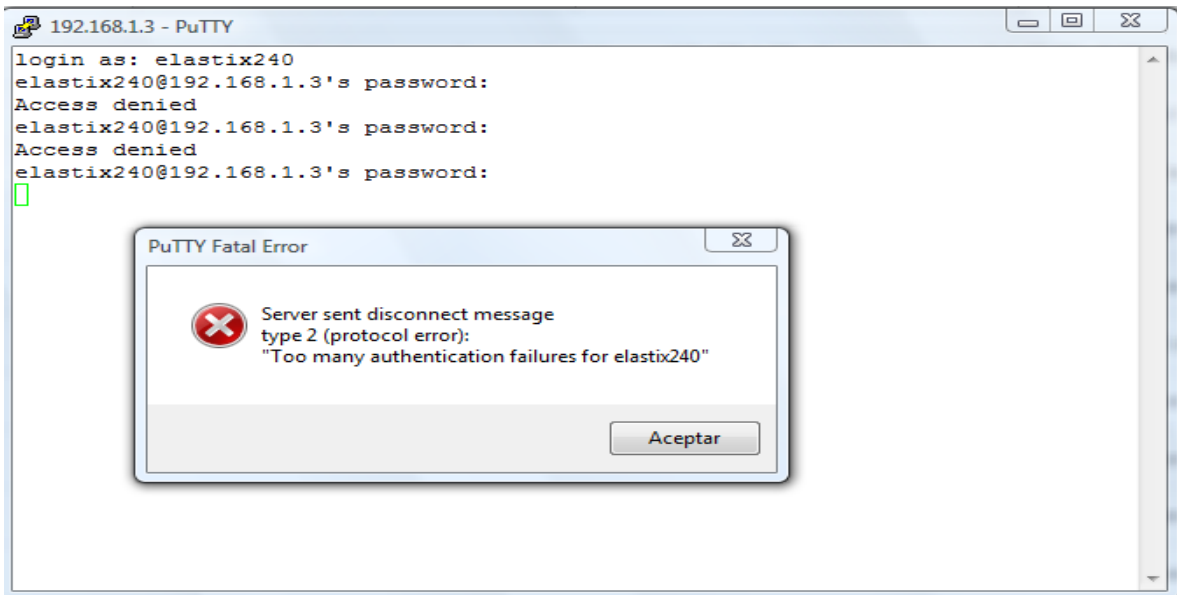 192.168.1.3 - PuTTY
login as: elastix240
elastix240@192.168.1.3's password:
Access denied
elastix240@192.168.1.3's password:
Access denied
elastix240@192.168.1.3's password:
PuTTY Fatal Error
Server sent disconnect message
type 2 (protocol error):
"Too many authentication failures for elastix240"
Aceptar